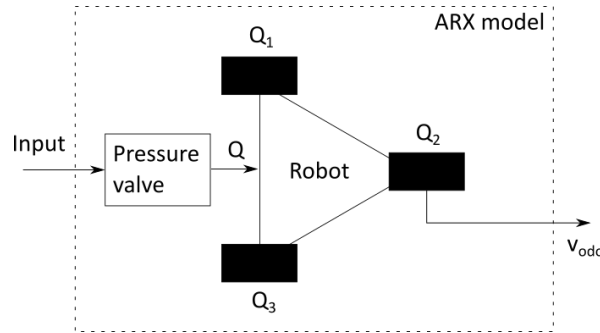 ARX model
Q1
Input
Pressure
valve
Q
Robot
Q2
vodo
Q3